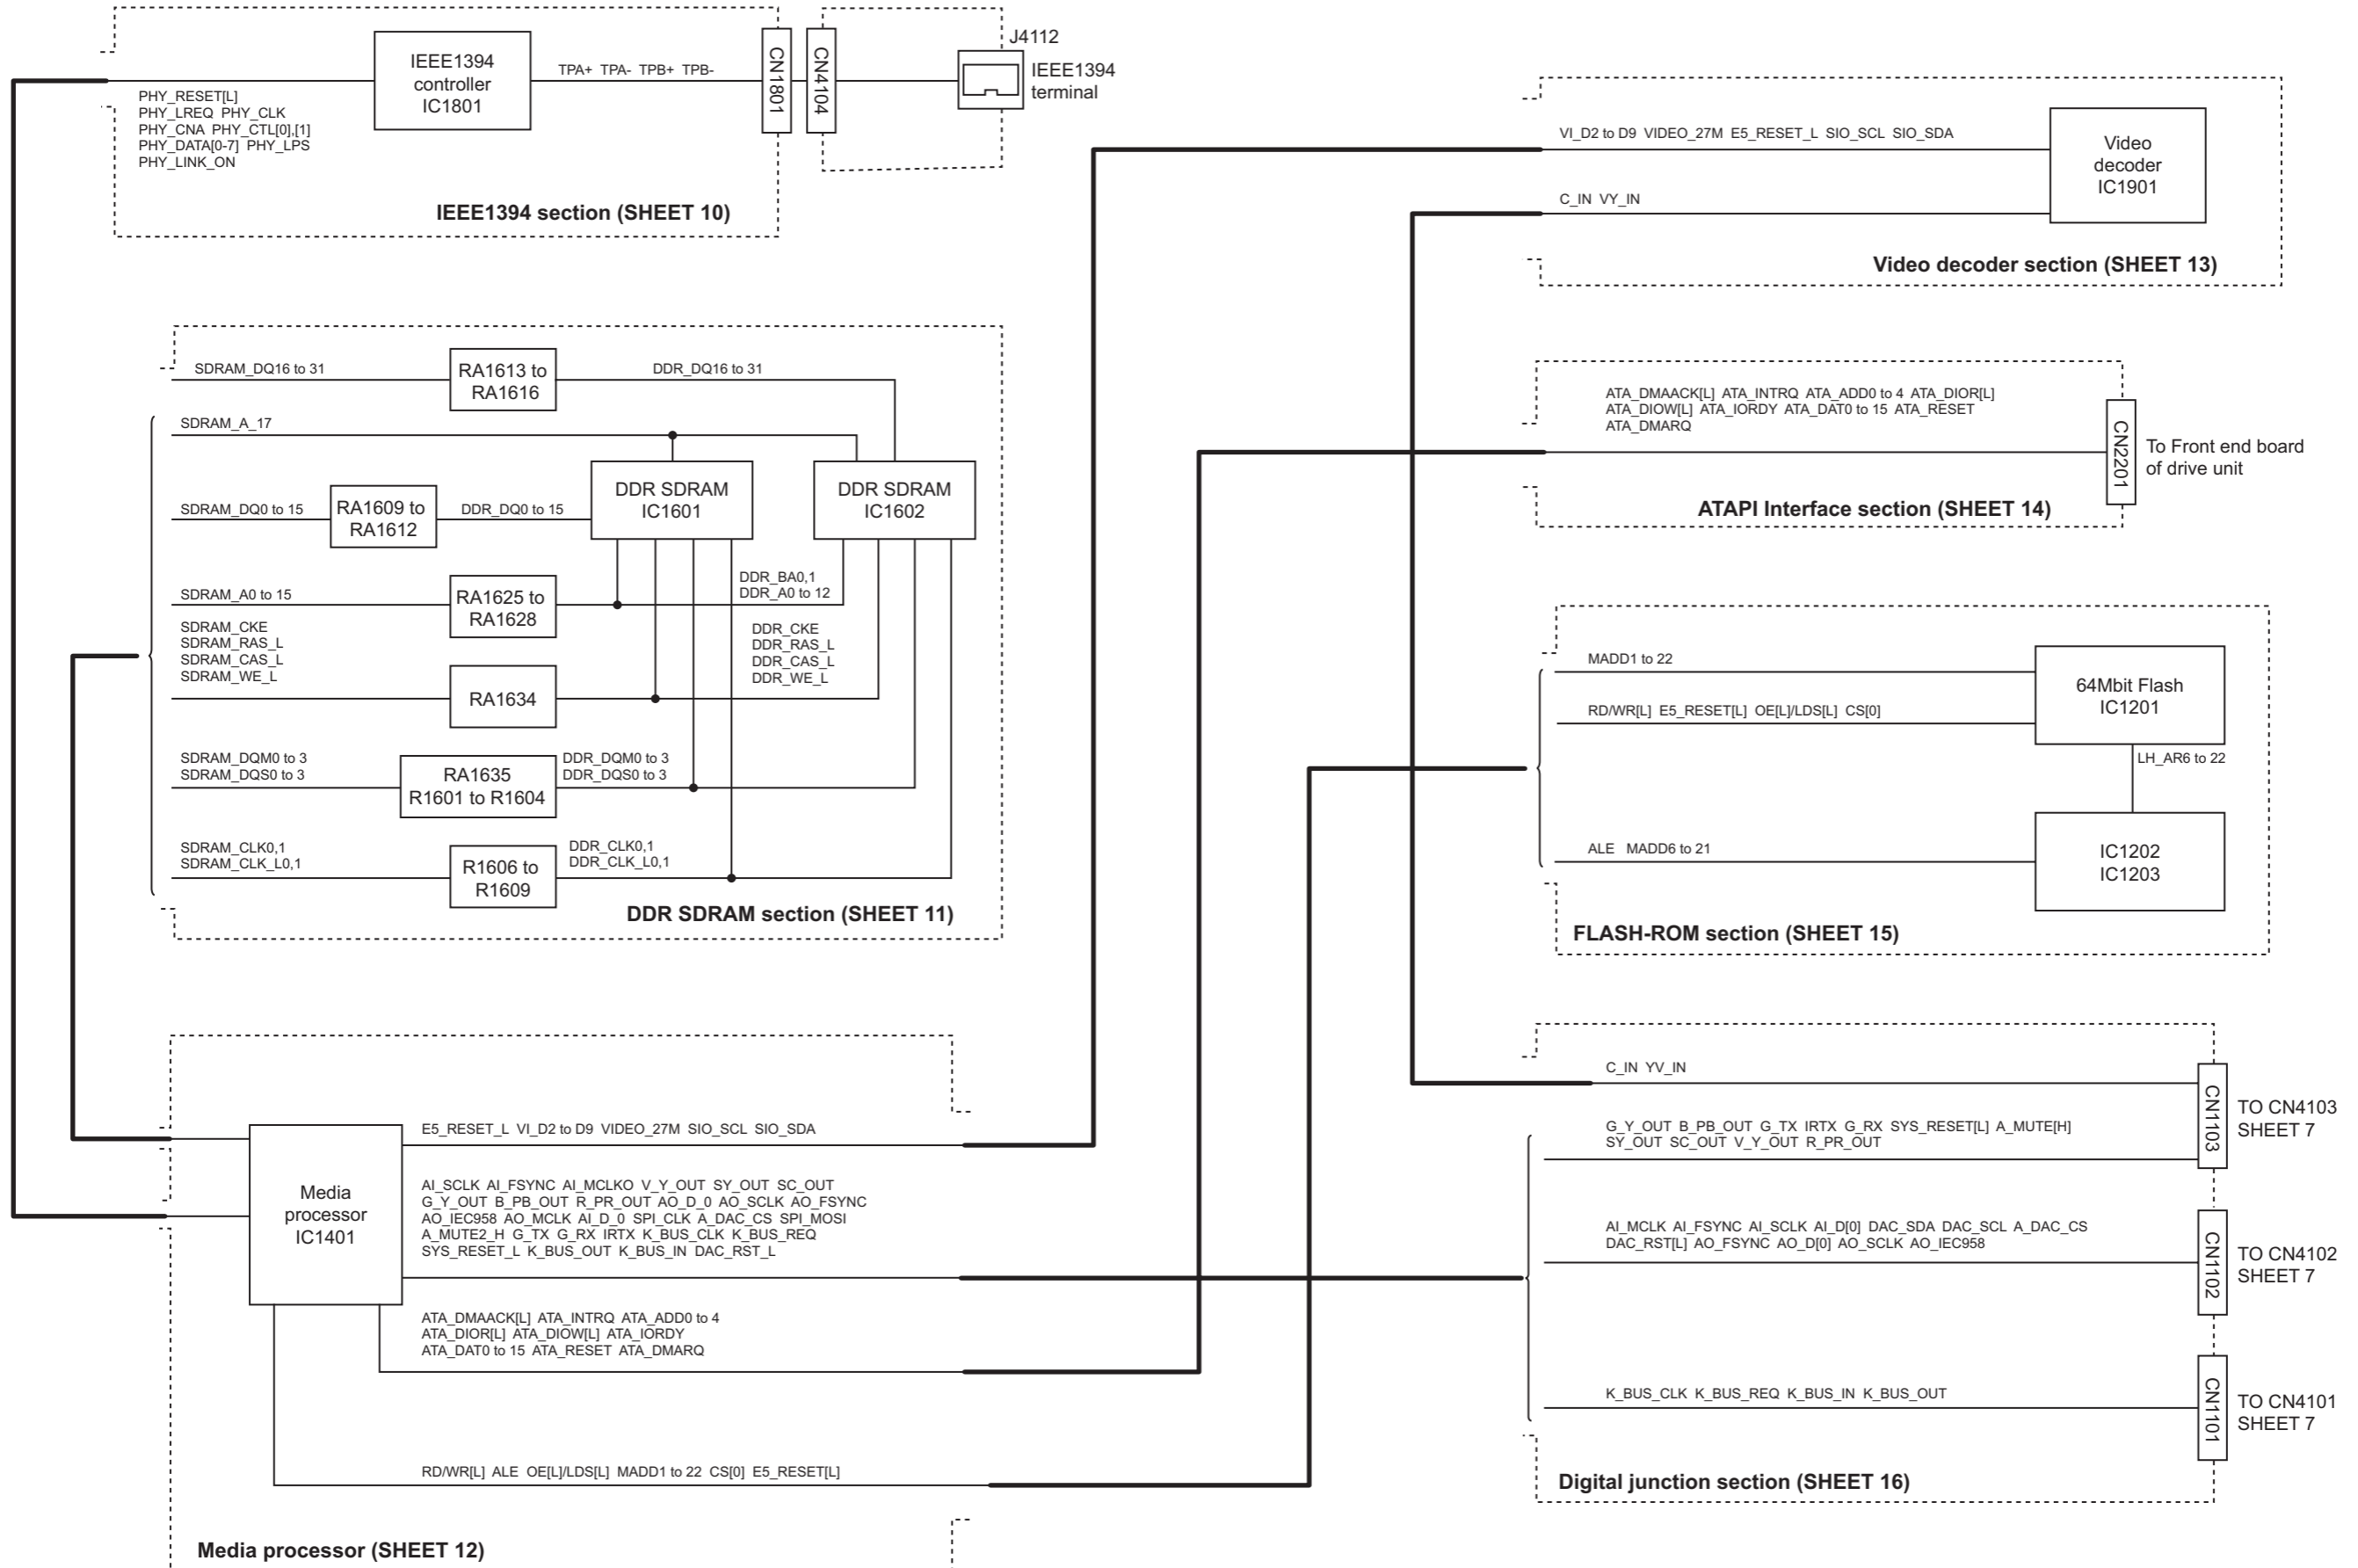 IEEE1394
controller
IC1801
TPA+ TPA- TPB+ TPB-
CN1801
CN4104
J4112
IEEE1394
terminal
PHY_RESET[L]
PHY_LREQ PHY_CLK
PHY_CNA PHY_CTL[0],[1]
PHY_DATA[0-7] PHY_LPS
PHY_LINK_ON
IEEE1394 section (SHEET 10)
VI_D2 to D9 VIDEO_27M E5_RESET_L SIO_SCL SIO_SDA
Video
decoder
IC1901
C_IN VY_IN
Video decoder section (SHEET 13)
SDRAM_DQ16 to 31
RA1613 to
RA1616
DDR_DQ16 to 31
SDRAM_A_17
DDR SDRAM
IC1601
DDR SDRAM
IC1602
SDRAM_DQ0 to 15
RA1609 to
RA1612
DDR_DQ0 to 15
SDRAM_A0 to 15
RA1625 to
RA1628
DDR_BA0,1
DDR_A0 to 12
SDRAM_CKE
SDRAM_RAS_L
SDRAM_CAS_L
SDRAM_WE_L
RA1634
DDR_CKE
DDR_RAS_L
DDR_CAS_L
DDR_WE_L
SDRAM_DQM0 to 3
SDRAM_DQS0 to 3
RA1635
R1601 to R1604
DDR_DQM0 to 3
DDR_DQS0 to 3
SDRAM_CLK0,1
SDRAM_CLK_L0,1
R1606 to
R1609
DDR_CLK0,1
DDR_CLK_L0,1
DDR SDRAM section (SHEET 11)
ATA_DMAACK[L] ATA_INTRQ ATA_ADD0 to 4 ATA_DIOR[L]
ATA_DIOW[L] ATA_IORDY ATA_DAT0 to 15 ATA_RESET
ATA_DMARQ
CN2201
To Front end board
of drive unit
ATAPI Interface section (SHEET 14)
MADD1 to 22
64Mbit Flash
IC1201
RD/WR[L] E5_RESET[L] OE[L]/LDS[L] CS[0]
LH_AR6 to 22
ALE MADD6 to 21
IC1202
IC1203
FLASH-ROM section (SHEET 15)
Media
processor
IC1401
E5_RESET_L VI_D2 to D9 VIDEO_27M SIO_SCL SIO_SDA
AI_SCLK AI_FSYNC AI_MCLKO V_Y_OUT SY_OUT SC_OUT
G_Y_OUT B_PB_OUT R_PR_OUT AO_D_0 AO_SCLK AO_FSYNC
AO_IEC958 AO_MCLK AI_D_0 SPI_CLK A_DAC_CS SPI_MOSI
A_MUTE2_H G_TX G_RX IRTX K_BUS_CLK K_BUS_REQ
SYS_RESET_L K_BUS_OUT K_BUS_IN DAC_RST_L
ATA_DMAACK[L] ATA_INTRQ ATA_ADD0 to 4
ATA_DIOR[L] ATA_DIOW[L] ATA_IORDY
ATA_DAT0 to 15 ATA_RESET ATA_DMARQ
RD/WR[L] ALE OE[L]/LDS[L] MADD1 to 22 CS[0] E5_RESET[L]
Media processor (SHEET 12)
C_IN YV_IN
CN1103
TO CN4103
SHEET 7
G_Y_OUT B_PB_OUT G_TX IRTX G_RX SYS_RESET[L] A_MUTE[H]
SY_OUT SC_OUT V_Y_OUT R_PR_OUT
AI_MCLK AI_FSYNC AI_SCLK AI_D[0] DAC_SDA DAC_SCL A_DAC_CS
DAC_RST[L] AO_FSYNC AO_D[0] AO_SCLK AO_IEC958
CN1102
TO CN4102
SHEET 7
K_BUS_CLK K_BUS_REQ K_BUS_IN K_BUS_OUT
CN1101
TO CN4101
SHEET 7
Digital junction section (SHEET 16)